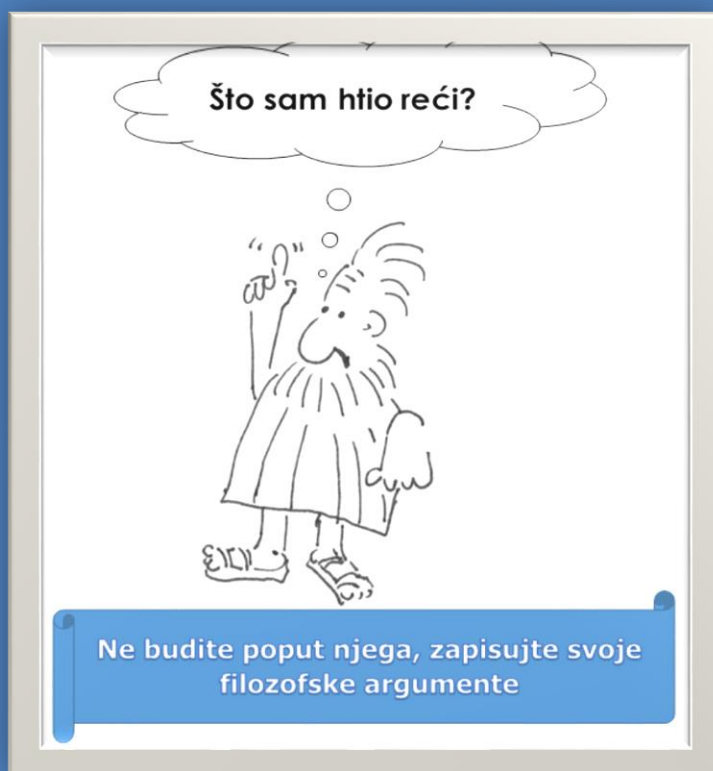 Što sam htio reći?
Ne budite poput njega, zapisujte svoje
filozofske argumente